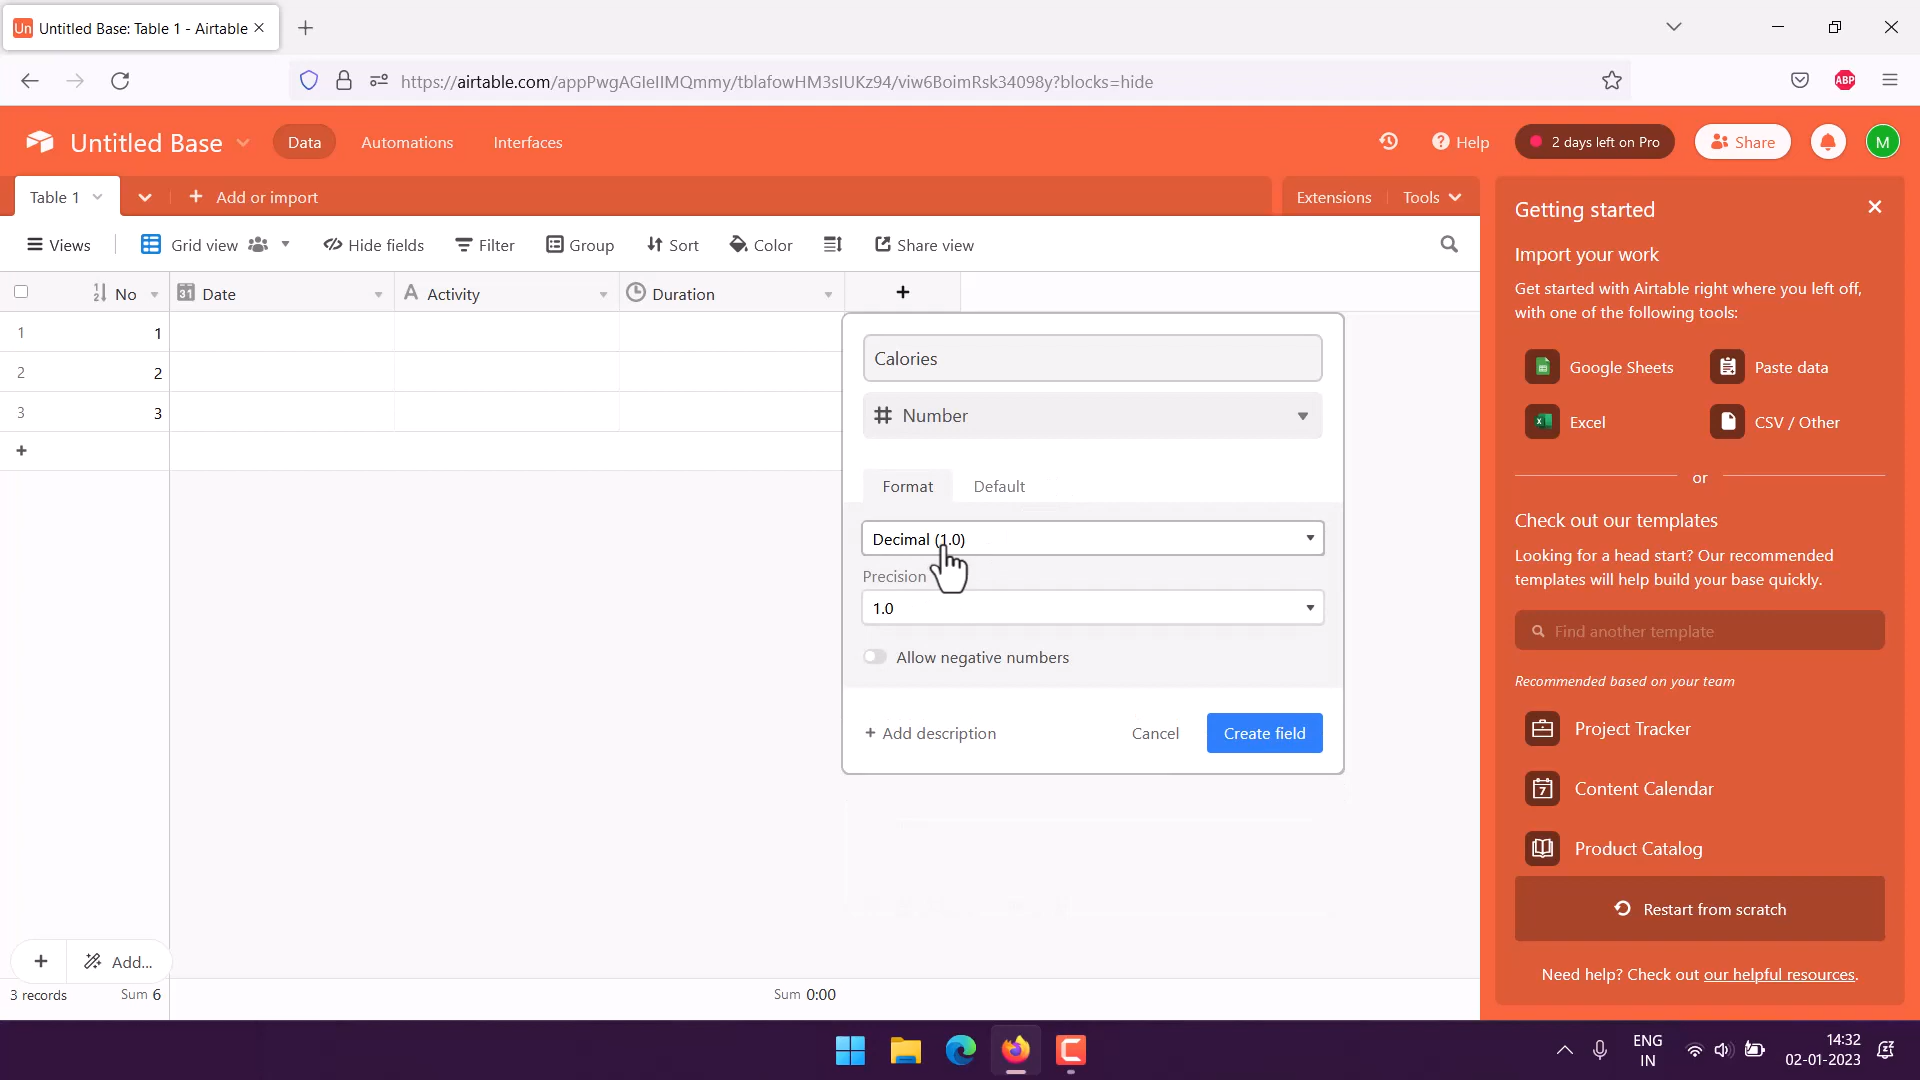 Un Untitled Base: Table 1 - Airtable
https://airtable.com/appPwgAGIeIIMQmmy/tblafowHM3sIUKz94/viw6BoimRsk34098y?blocks=hide
ABP
Untitled Base
Data
Automations
Interfaces
Help
2 days left on Pro
Share
M
Table 1
Add or import
Extensions
Tools
Views
Grid view
Hide fields
Filter
Group
Sort
Color
Share view
No
31 Date
A Activity
Duration
1 1
2 2
3 3
Calories
Number
Format
Default
Decimal (1.0)
Precision
1.0
Allow negative numbers
+ Add description
Cancel
Create field
Add...
3 records
Sum 6
Sum 0:00
Getting started
Import your work
Get started with Airtable right where you left off,
with one of the following tools:
Google Sheets
Paste data
Excel
CSV / Other
or
Check out our templates
Looking for a head start? Our recommended
templates will help build your base quickly.
Find another template
Recommended based on your team
Project Tracker
7 Content Calendar
Product Catalog
Restart from scratch
Need help? Check out our helpful resources.
ENG
IN
14:32
02-01-2023